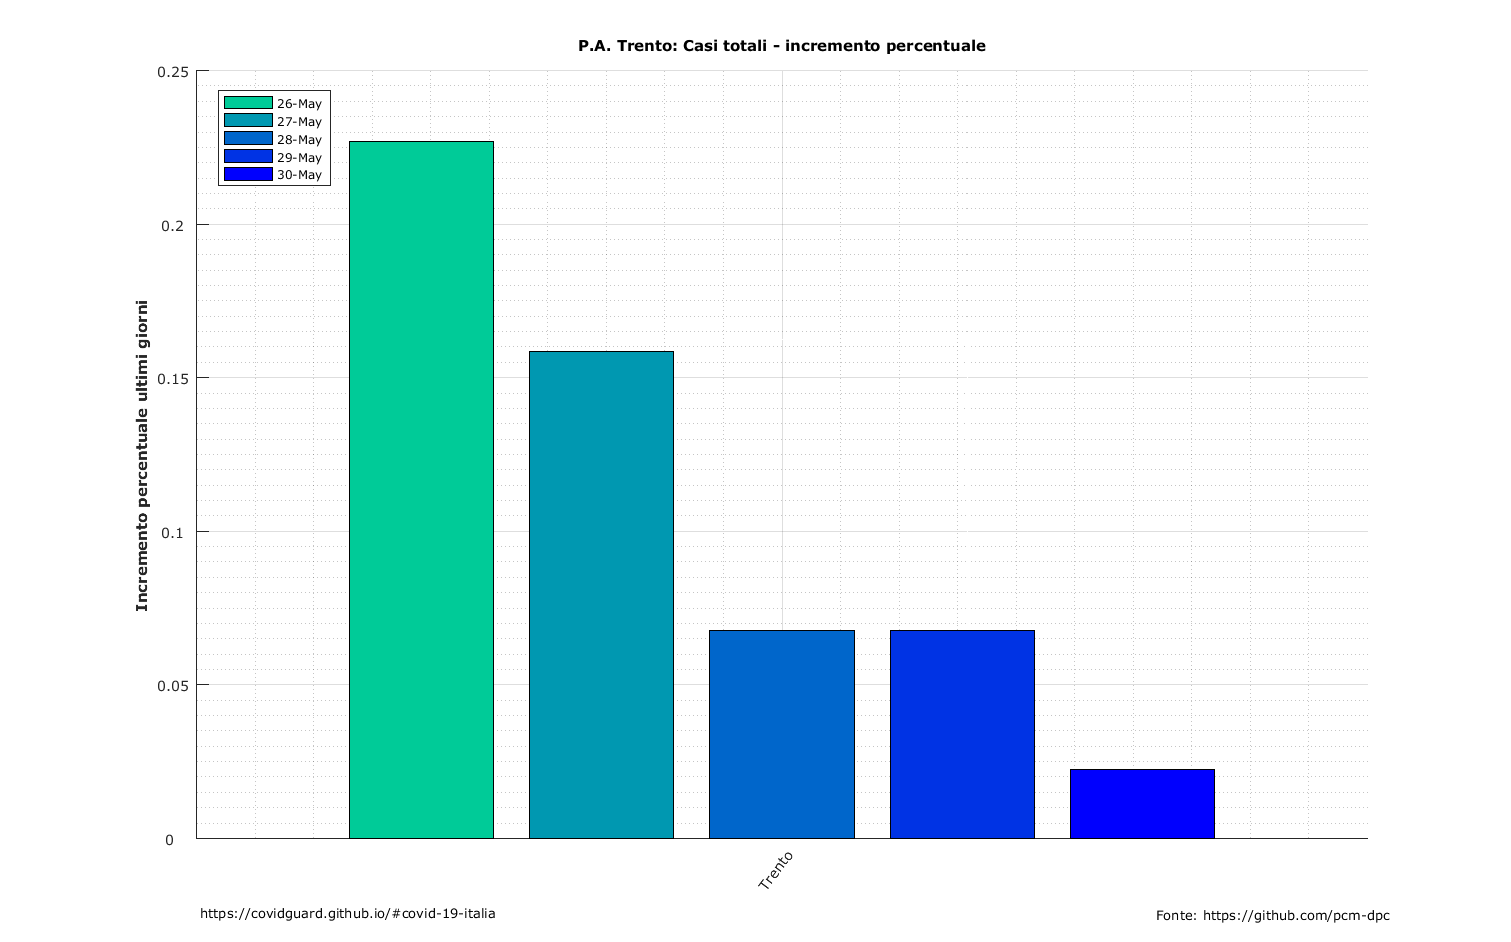 P.A. Trento: Casi totali - incremento percentuale
0.25
0.2
0.15
0.1
0.05
0
Incremento percentuale ultimi giorni
26-May
27-May
28-May
29-May
30-May
Trento
https://covidguard.github.io/#covid-19-italia
Fonte: https://github.com/pcm-dpc